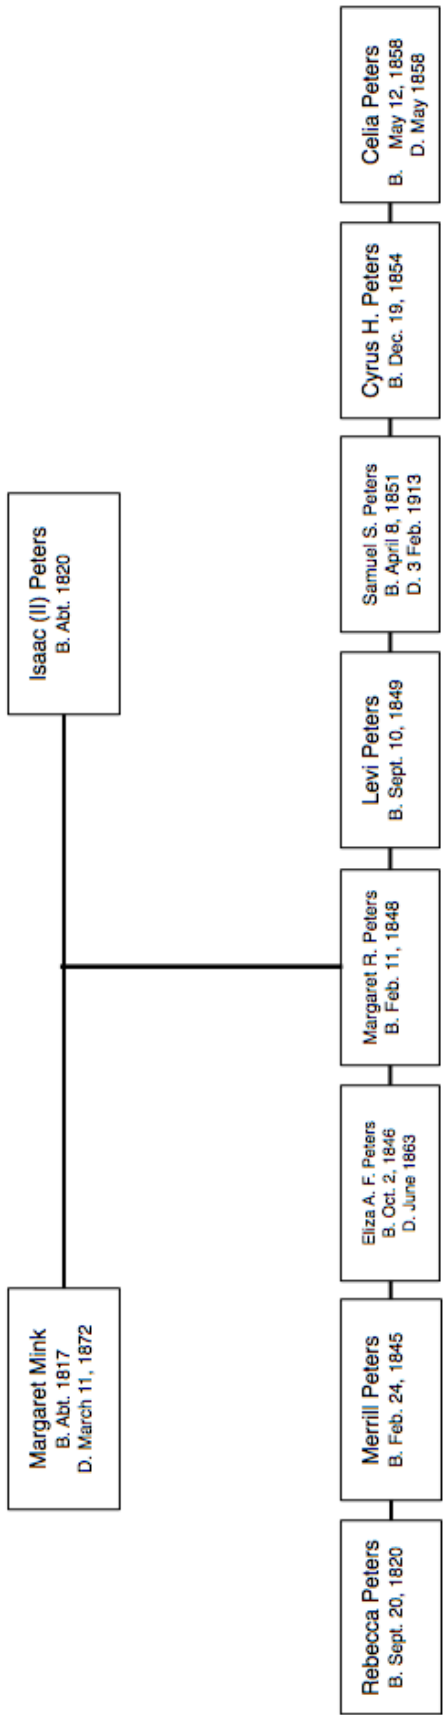 Margaret Mink
B. Abt. 1817
D. March 11, 1872
Isaac (II) Peters
B. Abt. 1820
Rebecca Peters
B. Sept. 20, 1820
Merrill Peters
B. Feb. 24, 1845
Eliza A. F. Peters
B. Oct. 2, 1846
D. June 1863
Margaret R. Peters
B. Feb. 11, 1848
Levi Peters
B. Sept. 10, 1849
Samuel S. Peters
B. April 8, 1851
D. 3 Feb. 1913
Cyrus H. Peters
B. Dec. 19, 1854
Celia Peters
B. May 12, 1858
D. May 1858